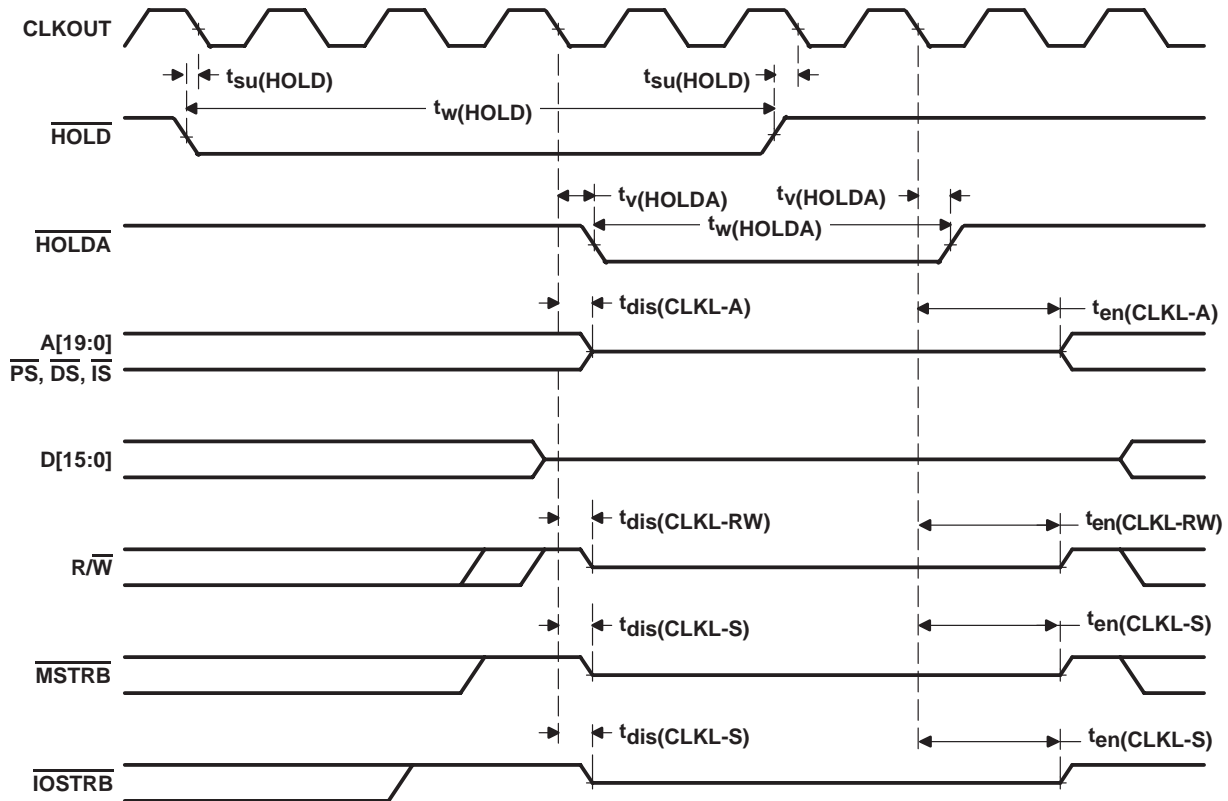 CLKOUT
tsu(HOLD)
tsu(HOLD)
tw(HOLD)
HOLD
tv(HOLDA)
tv(HOLDA)
tw(HOLDA)
HOLDA
tdis(CLKL-A)
ten(CLKL-A)
A[19:0]
PS, DS, IS
D[15:0]
tdis(CLKL-RW)
ten(CLKL-RW)
R/W
tdis(CLKL-S)
ten(CLKL-S)
MSTRB
tdis(CLKL-S)
ten(CLKL-S)
IOSTRB